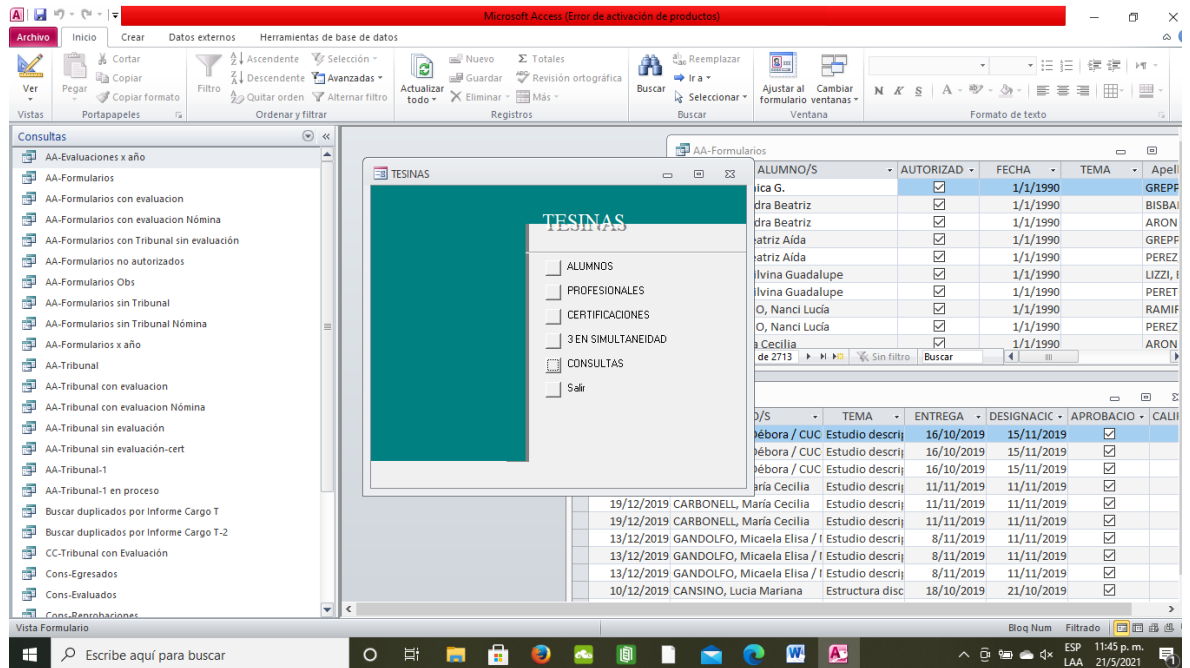 Microsoft Access (Error de activación de productos)
Archivo Inicio Crear Datos externos Herramientas de base de datos
Ver
Vistas
Pegar
Cortar
Copiar
Copiar formato
Portapapeles
Filtro
Ascendente
Descendente
Quitar orden
Selección
Avanzadas
Alternar filtro
Ordenar y filtrar
Actualizar todo
Nuevo
Guardar
Eliminar
Totales
Revisión ortográfica
Más
Registros
Buscar
Reemplazar
Ir a
Seleccionar
Buscar
Ajustar al formulario
Cambiar ventanas
Ventana
N K S A
Formato de texto
Consultas
AA-Evaluaciones x año
AA-Formularios
AA-Formularios con evaluacion
AA-Formularios con evaluacion Nómina
AA-Formularios con Tribunal sin evaluación
AA-Formularios no autorizados
AA-Formularios Obs
AA-Formularios sin Tribunal
AA-Formularios sin Tribunal Nómina
AA-Formularios x año
AA-Tribunal
AA-Tribunal con evaluacion
AA-Tribunal con evaluacion Nómina
AA-Tribunal sin evaluación
AA-Tribunal sin evaluación-cert
AA-Tribunal-1
AA-Tribunal-1 en proceso
Buscar duplicados por Informe Cargo T
Buscar duplicados por Informe Cargo T-2
CC-Tribunal con Evaluación
Cons-Egresados
Cons-Evaluados
Cons-Reprobaciones
TESINAS
TESINAS
ALUMNOS
PROFESIONALES
CERTIFICACIONES
3 EN SIMULTANEIDAD
CONSULTAS
Salir
AA-Formularios
ALUMNO/S AUTORIZAD FECHA TEMA Apell
ica G. 1/1/1990 GREPP
dra Beatriz 1/1/1990 BISBAL
dra Beatriz 1/1/1990 ARON
eatriz Aída 1/1/1990 GREPP
eatriz Aída 1/1/1990 PEREZ
ilvina Guadalupe 1/1/1990 LIZZI,
ilvina Guadalupe 1/1/1990 PERET
O, Nanci Lucía 1/1/1990 RAMIR
O, Nanci Lucía 1/1/1990 PEREZ
a Cecilia 1/1/1990 ARON
de 2713 Sin filtro Buscar
O/S TEMA ENTREGA DESIGNACIC APROBACIO CALIF
Débora / CUC Estudio descrip 16/10/2019 15/11/2019
Débora / CUC Estudio descrip 16/10/2019 15/11/2019
Débora / CUC Estudio descrip 16/10/2019 15/11/2019
aría Cecilia Estudio descrip 11/11/2019 11/11/2019
19/12/2019 CARBONELL, María Cecilia Estudio descrip 11/11/2019 11/11/2019
19/12/2019 CARBONELL, María Cecilia Estudio descrip 11/11/2019 11/11/2019
13/12/2019 GANDOLFO, Micaela Elisa / Estudio descrip 8/11/2019 11/11/2019
13/12/2019 GANDOLFO, Micaela Elisa / Estudio descrip 8/11/2019 11/11/2019
13/12/2019 GANDOLFO, Micaela Elisa / Estudio descrip 8/11/2019 11/11/2019
10/12/2019 CANSINO, Lucia Mariana Estructura disc 18/10/2019 21/10/2019
Vista Formulario Bloq Num Filtrado
Escribe aquí para buscar
ESP
LAA
11:45 p. m.
21/5/2021